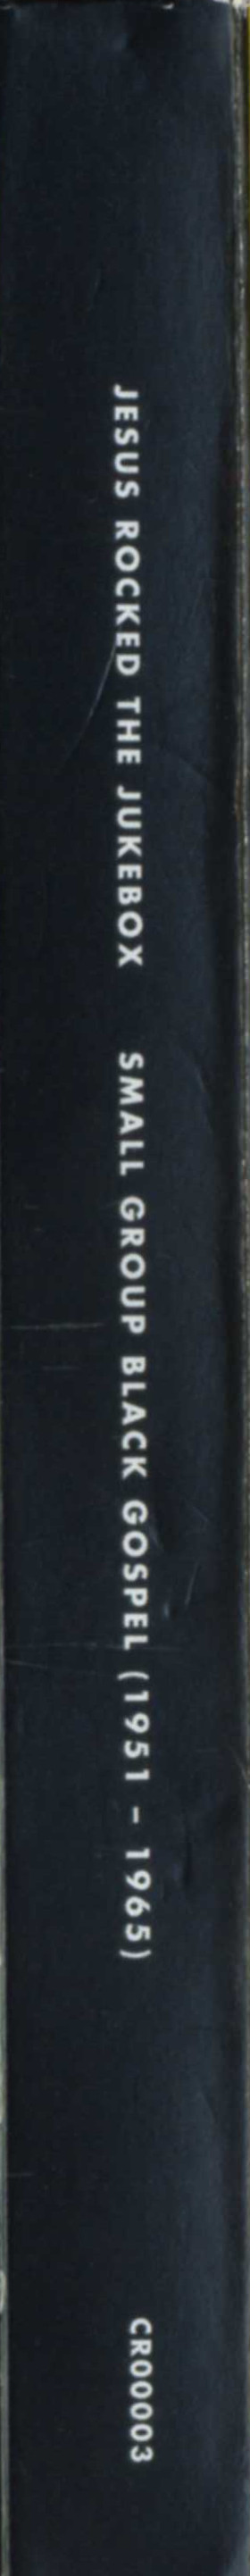 JESUS ROCKED THE JUKEBOX SMALL GROUP BLACK GOSPEL (1951 – 1965) CR00003